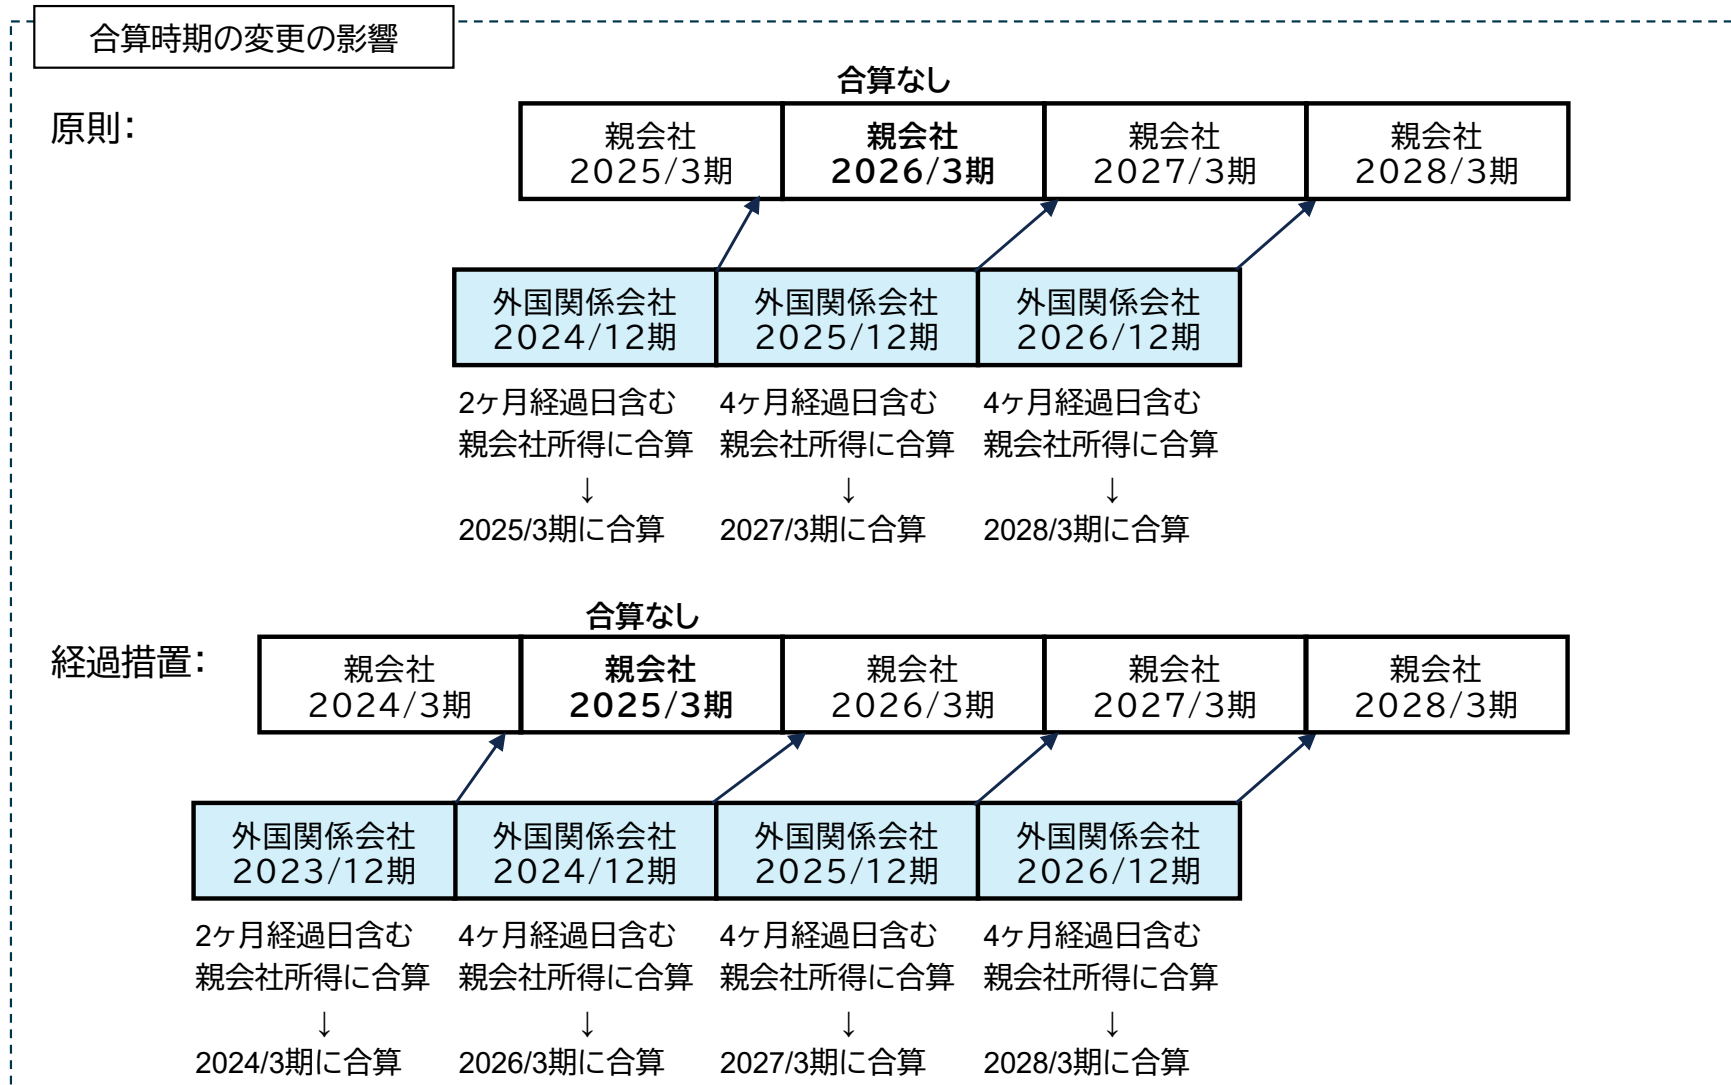 合算時期の変更の影響
合算なし
原則：
親会社
２０２５/３期
親会社
２０２６/３期
親会社
２０２７/３期
親会社
２０２８/３期
外国関係会社
２０２４/１２期
外国関係会社
２０２５/１２期
外国関係会社
２０２６/１２期
2ヶ月経過日含む
親会社所得に合算
↓
2025/3期に合算
4ヶ月経過日含む
親会社所得に合算
↓
2027/3期に合算
4ヶ月経過日含む
親会社所得に合算
↓
2028/3期に合算
合算なし
経過措置：
親会社
２０２４/３期
親会社
２０２５/３期
親会社
２０２６/３期
親会社
２０２７/３期
親会社
２０２８/３期
外国関係会社
２０２３/１２期
外国関係会社
２０２４/１２期
外国関係会社
２０２５/１２期
外国関係会社
２０２６/１２期
2ヶ月経過日含む
親会社所得に合算
↓
2024/3期に合算
4ヶ月経過日含む
親会社所得に合算
↓
2026/3期に合算
4ヶ月経過日含む
親会社所得に合算
↓
2027/3期に合算
4ヶ月経過日含む
親会社所得に合算
↓
2028/3期に合算